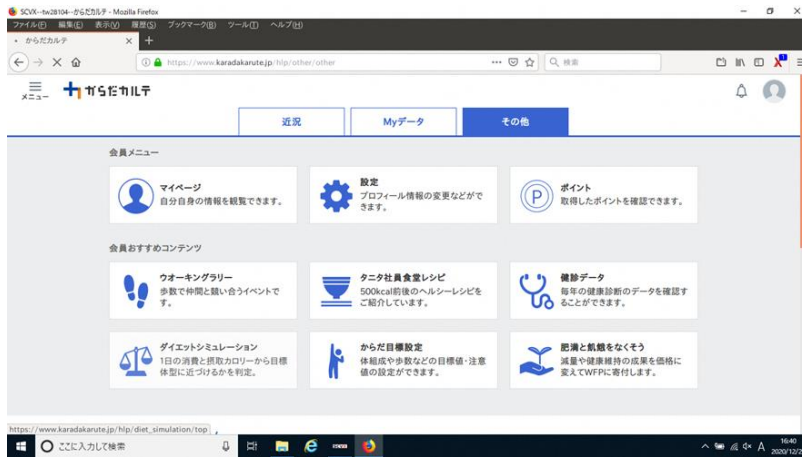 SCVX--tw28104--からだカルテ - Mozilla Firefox
ファイル(F) 編集(E) 表示(V) 履歴(S) ブックマーク(B) ツール(T) ヘルプ(H)
からだカルテ
https://www.karadakarute.jp/hlp/other/other
検索
メニュー
からだカルテ
近況
Myデータ
その他
会員メニュー
マイページ
自分自身の情報を観覧できます。
設定
プロフィール情報の変更などがで
きます。
P
ポイント
取得したポイントを確認できます。
会員おすすめコンテンツ
ウオーキングラリー
歩数で仲間と競い合うイベントで
す。
タニタ社員食堂レシピ
500kcal前後のヘルシーレシピを
ご紹介しています。
健診データ
毎年の健康診断のデータを確認す
ることができます。
ダイエットシミュレーション
1日の消費と摂取カロリーから目標
体型に近づけるかを判定。
からだ目標設定
体組成や歩数などの目標値・注意
値の設定ができます。
肥満と飢餓をなくそう
減量や健康維持の成果を価格に
変えてWFPに寄付します。
https://www.karadakarute.jp/hlp/diet_simulation/top
ここに入力して検索
A
16:40